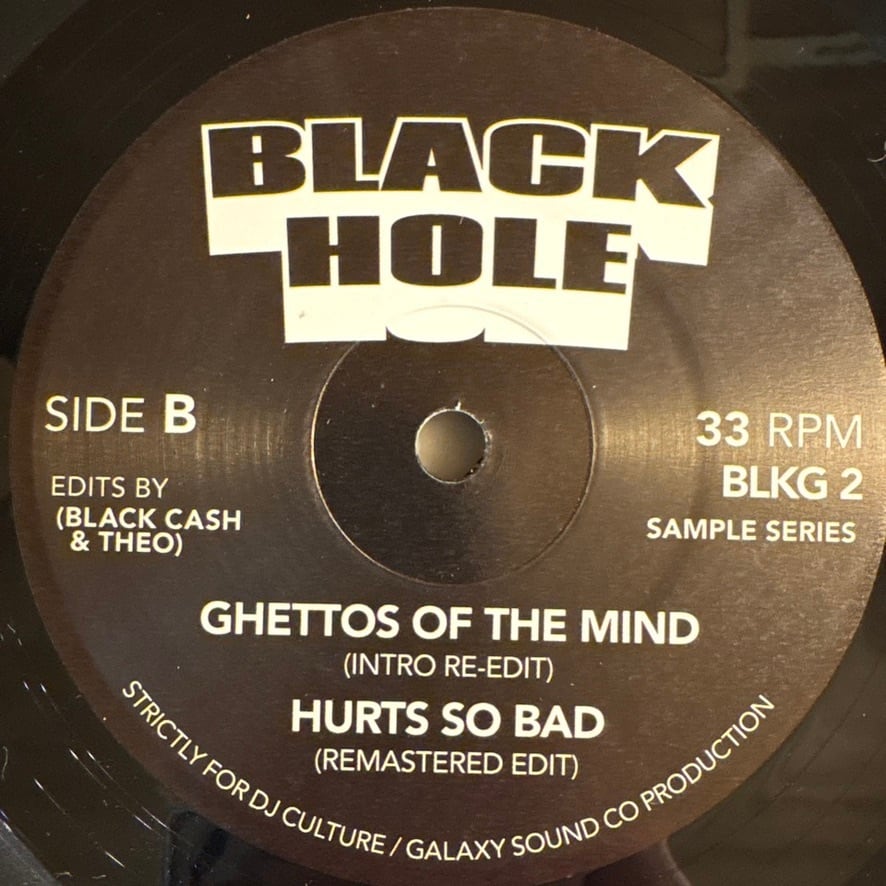 BLACK
HOLE
SIDE B
EDITS BY
(BLACK CASH
& THEO)
33 RPM
BLKG 2
SAMPLE SERIES
GHETTOS OF THE MIND
(INTRO RE-EDIT)
HURTS SO BAD
(REMASTERED EDIT)
STRICTLY FOR DJ CULTURE / GALAXY SOUND CO PRODUCTION